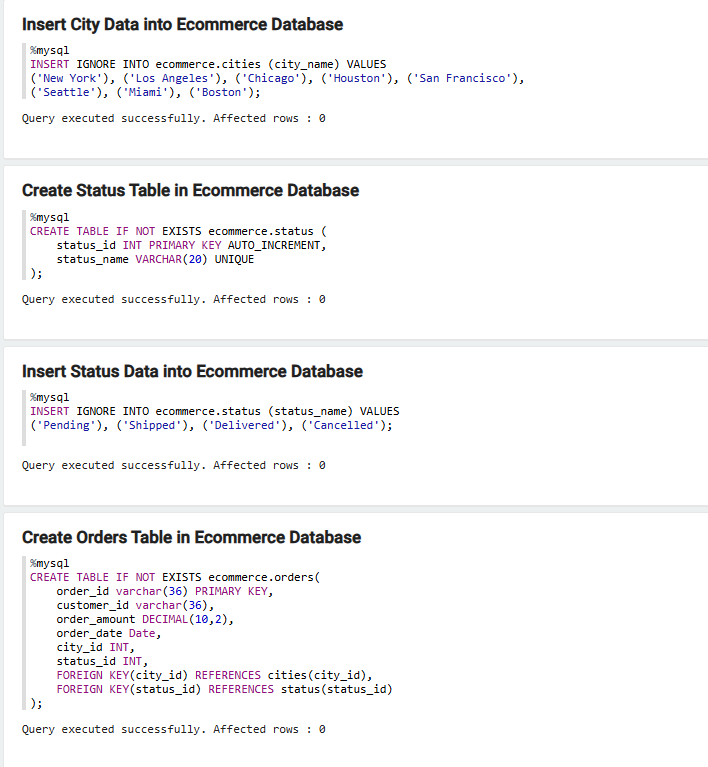 Insert City Data into Ecommerce Database
%mysql
INSERT IGNORE INTO ecommerce.cities (city_name) VALUES
('New York'), ('Los Angeles'), ('Chicago'), ('Houston'), ('San Francisco'),
('Seattle'), ('Miami'), ('Boston');
Query executed successfully. Affected rows : 0
Create Status Table in Ecommerce Database
%mysql
CREATE TABLE IF NOT EXISTS ecommerce.status (
    status_id INT PRIMARY KEY AUTO_INCREMENT,
    status_name VARCHAR(20) UNIQUE
);
Query executed successfully. Affected rows : 0
Insert Status Data into Ecommerce Database
%mysql
INSERT IGNORE INTO ecommerce.status (status_name) VALUES
('Pending'), ('Shipped'), ('Delivered'), ('Cancelled');
Query executed successfully. Affected rows : 0
Create Orders Table in Ecommerce Database
%mysql
CREATE TABLE IF NOT EXISTS ecommerce.orders(
    order_id varchar(36) PRIMARY KEY,
    customer_id varchar(36),
    order_amount DECIMAL(10,2),
    order_date Date,
    city_id INT,
    status_id INT,
    FOREIGN KEY(city_id) REFERENCES cities(city_id),
    FOREIGN KEY(status_id) REFERENCES status(status_id)
);
Query executed successfully. Affected rows : 0